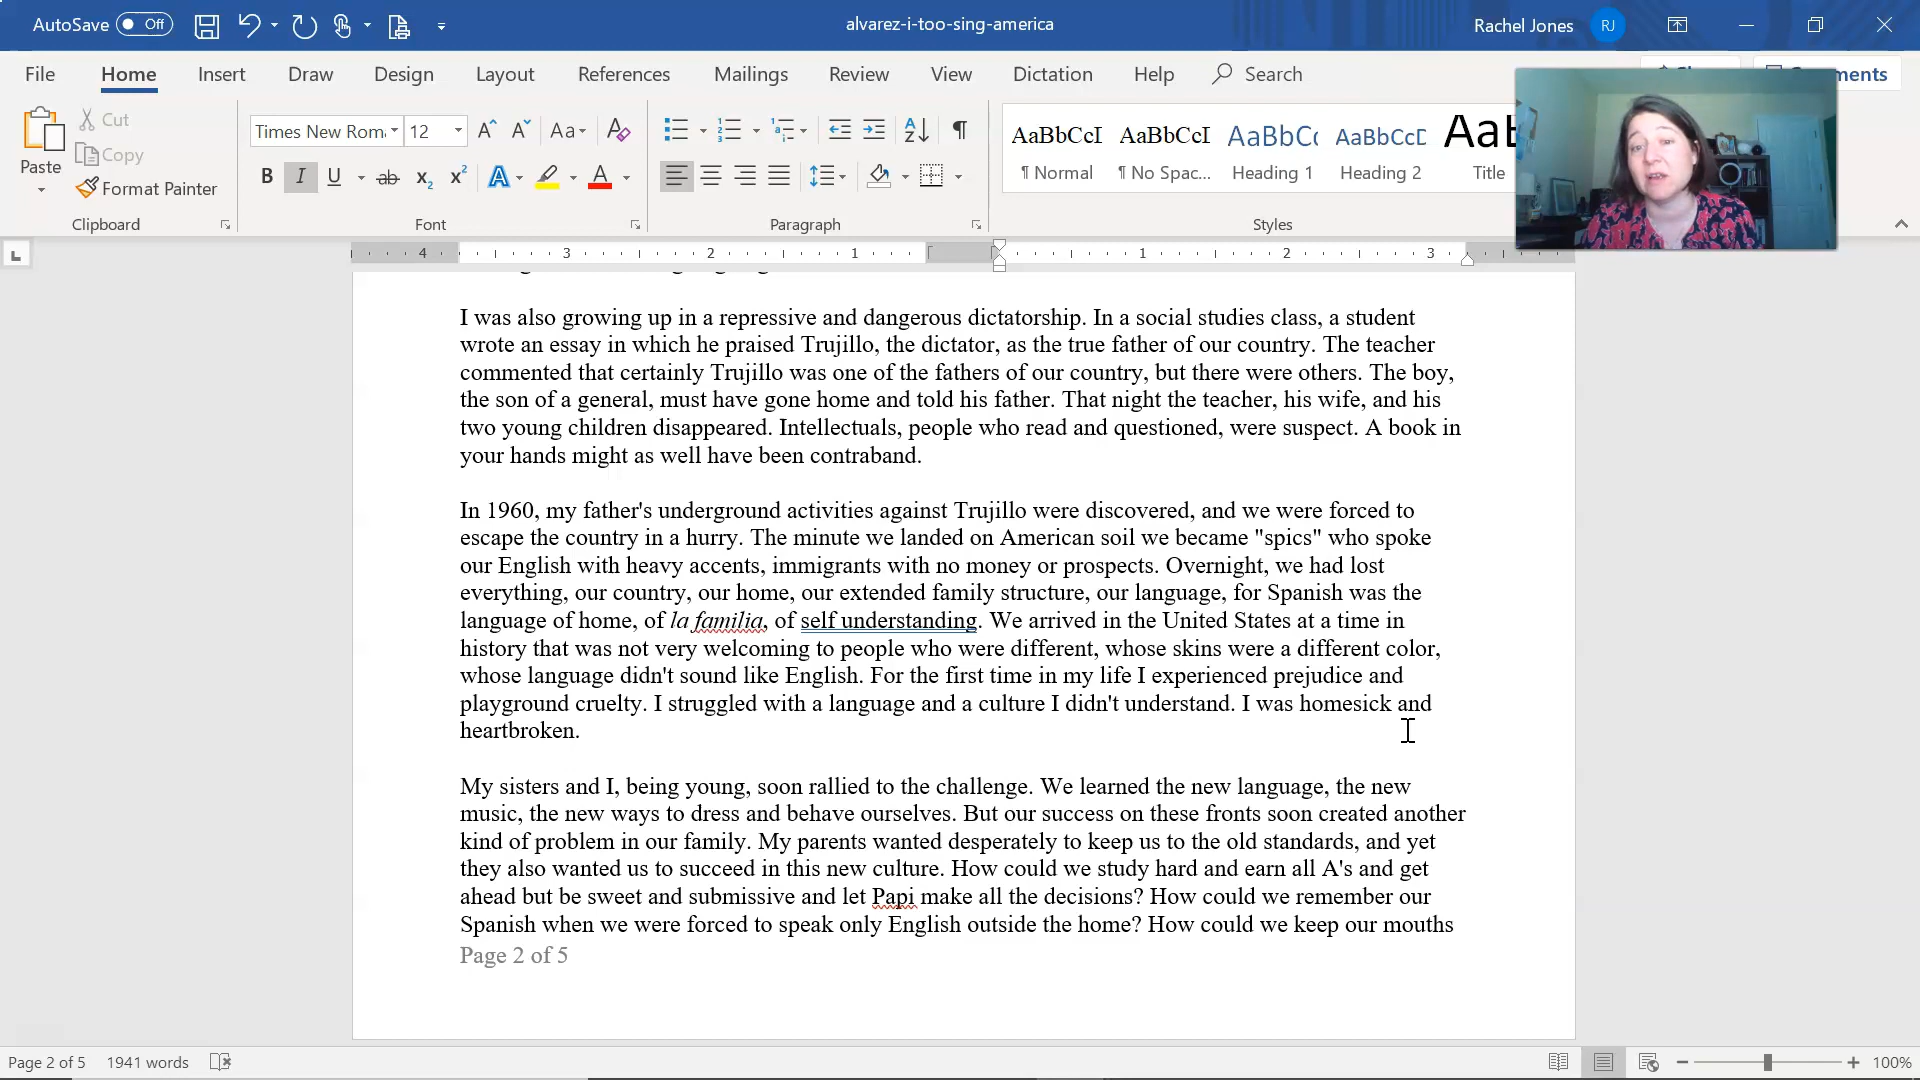 AutoSave Off
alvarez-i-too-sing-america
Rachel Jones RJ
File Home Insert Draw Design Layout References Mailings Review View Dictation Help Search
Paste
Cut
Copy
Format Painter
Clipboard
Times New Rom 12
Aa
B I U ab x2 x2 A A
Font
Paragraph
AaBbCcI AaBbCcI AaBbCc AaBbCcD AaB
¶ Normal ¶ No Spac... Heading 1 Heading 2 Title
Styles
4 3 2 1 1 2 3
I was also growing up in a repressive and dangerous dictatorship. In a social studies class, a student
wrote an essay in which he praised Trujillo, the dictator, as the true father of our country. The teacher
commented that certainly Trujillo was one of the fathers of our country, but there were others. The boy,
the son of a general, must have gone home and told his father. That night the teacher, his wife, and his
two young children disappeared. Intellectuals, people who read and questioned, were suspect. A book in
your hands might as well have been contraband.
In 1960, my father's underground activities against Trujillo were discovered, and we were forced to
escape the country in a hurry. The minute we landed on American soil we became "spics" who spoke
our English with heavy accents, immigrants with no money or prospects. Overnight, we had lost
everything, our country, our home, our extended family structure, our language, for Spanish was the
language of home, of la familia, of self understanding. We arrived in the United States at a time in
history that was not very welcoming to people who were different, whose skins were a different color,
whose language didn't sound like English. For the first time in my life I experienced prejudice and
playground cruelty. I struggled with a language and a culture I didn't understand. I was homesick and
heartbroken.
My sisters and I, being young, soon rallied to the challenge. We learned the new language, the new
music, the new ways to dress and behave ourselves. But our success on these fronts soon created another
kind of problem in our family. My parents wanted desperately to keep us to the old standards, and yet
they also wanted us to succeed in this new culture. How could we study hard and earn all A's and get
ahead but be sweet and submissive and let Papi make all the decisions? How could we remember our
Spanish when we were forced to speak only English outside the home? How could we keep our mouths
Page 2 of 5
Page 2 of 5 1941 words
100%